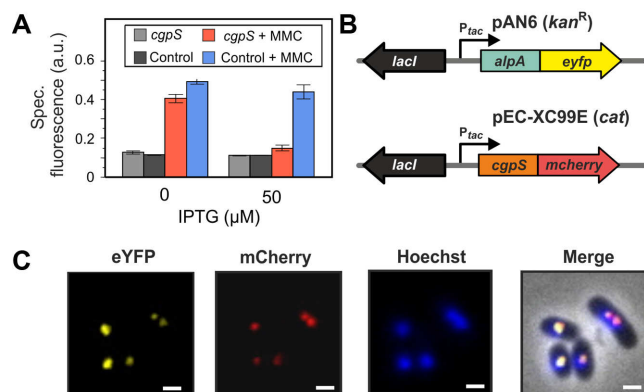 A
cgpS
cgpS + MMC
Control
Control + MMC
Spec.
fluorescence (a.u.)
0.6
0.4
0.2
0
0
50
IPTG (µM)
B
pAN6 (kanR)
Ptac
lacI
alpA
eyfp
pEC-XC99E (cat)
Ptac
lacI
cgpS
mcherry
C
eYFP
mCherry
Hoechst
Merge